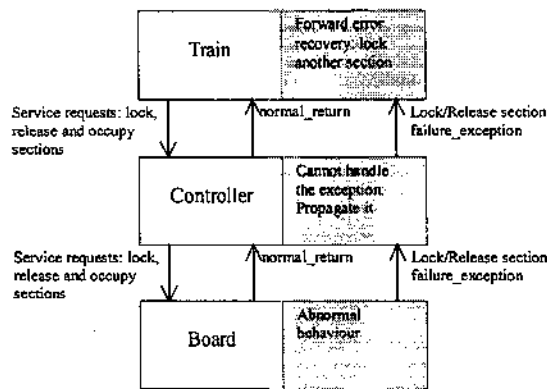 Train
Forward error
recovery: lock
another section
Service requests: lock,
release and occupy
sections
normal_return
Lock/Release section
failure_exception
Controller
Cannot handle
the exception:
Propagate it
Service requests: lock,
release and occupy
sections
normal_return
Lock/Release section
failure_exception
Board
Abnormal
behaviour